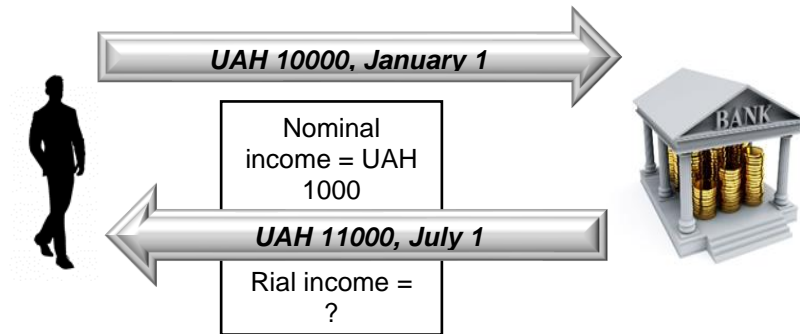 UAH 10000, January 1
BANK
Nominal
income = UAH
1000
UAH 11000, July 1
Rial income =
?